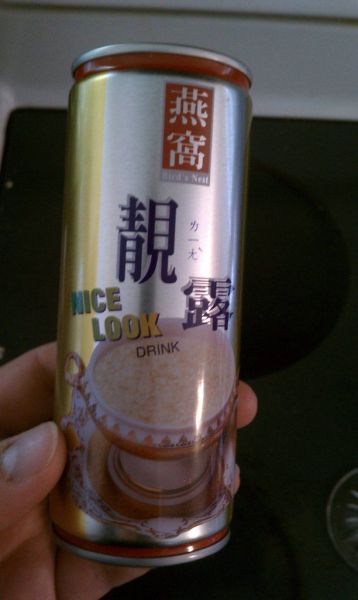 燕窩
Bird's Nest
靚露
ㄌㄧㄤˋ
NICE
LOOK
DRINK